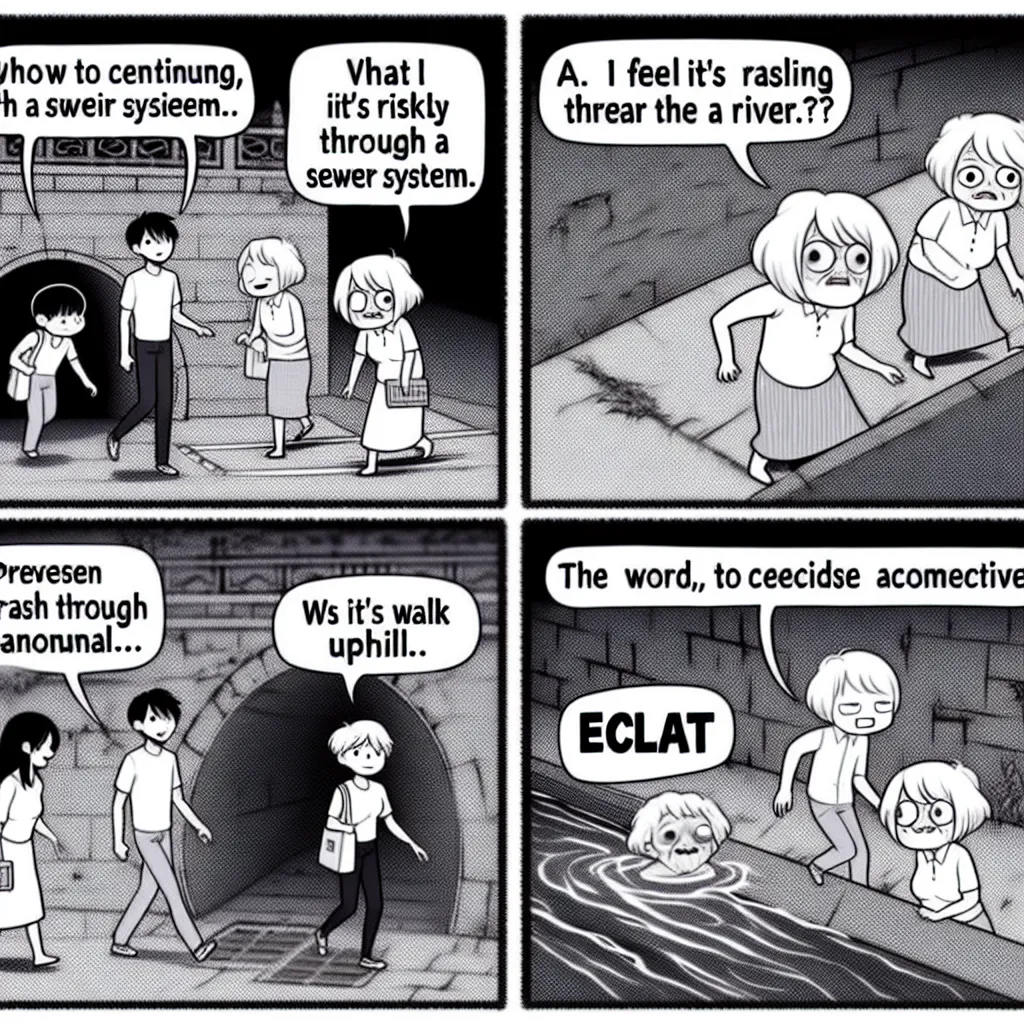 how to centinung,
h a sweir sysieem..
Vhat I
iit's riskly
through a
sewer system.
A. I feel it's rasling
threar the a river.??
Prevesen
rash through
anorunal...
Ws it's walk
uphill..
The word,, to ceecidse acomective
ECLAT